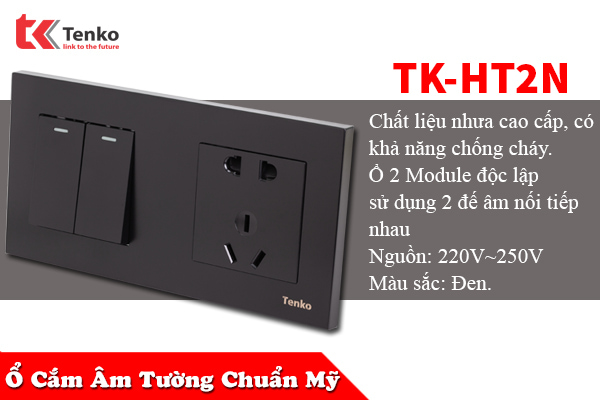 Tenko
link to the future
TK-HT2N
Chất liệu nhưa cao cấp, có
khả năng chống cháy.
Ổ 2 Module độc lập
sử dụng 2 đế âm nối tiếp
nhau
Nguồn: 220V~250V
Màu sắc: Đen.
Tenko
Ổ Cắm Âm Tường Chuẩn Mỹ